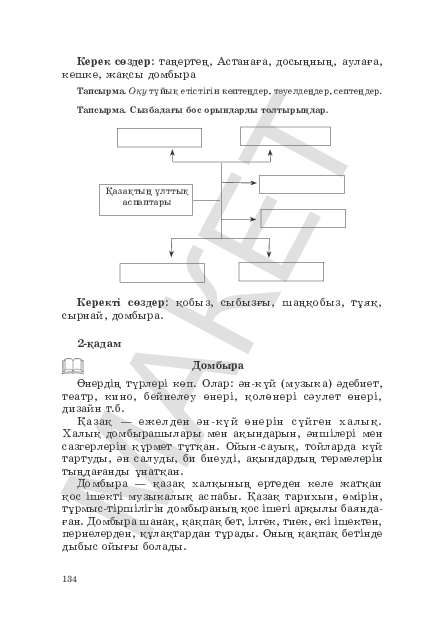 Керек сөздер: таңертең, Астанаға, досыңның, аулаға,
кешке, жақсы домбыра
Тапсырма. Оқу тұйық етістігін көптеңдер, тәуелдеңдер, септеңдер.
Тапсырма. Сызбадағы бос орындарды толтырыңдар.
Қазақтың ұлттық
аспаптары
Керекті сөздер: қобыз, сыбызғы, шаңқобыз, тұяқ,
сырнай, домбыра.
2-қадам
Домбыра
Өнердің түрлері көп. Олар: ән-күй (музыка) әдебиет,
театр, кино, бейнелеу өнері, қолөнері сәулет өнері,
дизайн т.б.
Қазақ — ежелден ән-күй өнерін сүйген халық.
Халық домбырашылары мен ақындарын, әншілері мен
сазгерлерін құрмет тұтқан. Ойын-сауық, тойларда күй
тартуды, ән салуды, би биеуді, ақындардың термелерін
тыңдағанды ұнатқан.
Домбыра — қазақ халқының ертеден келе жатқан
қос ішекті музыкалық аспабы. Қазақ тарихын, өмірін,
тұрмыс-тіршілігін домбыраның қос ішегі арқылы баянда-
ған. Домбыра шанақ, қақпақ бет, ілгек, тиек, екі ішектен,
пернелерден, құлақтардан тұрады. Оның қақпақ бетінде
дыбыс ойығы болады.
134
МАКЕТ